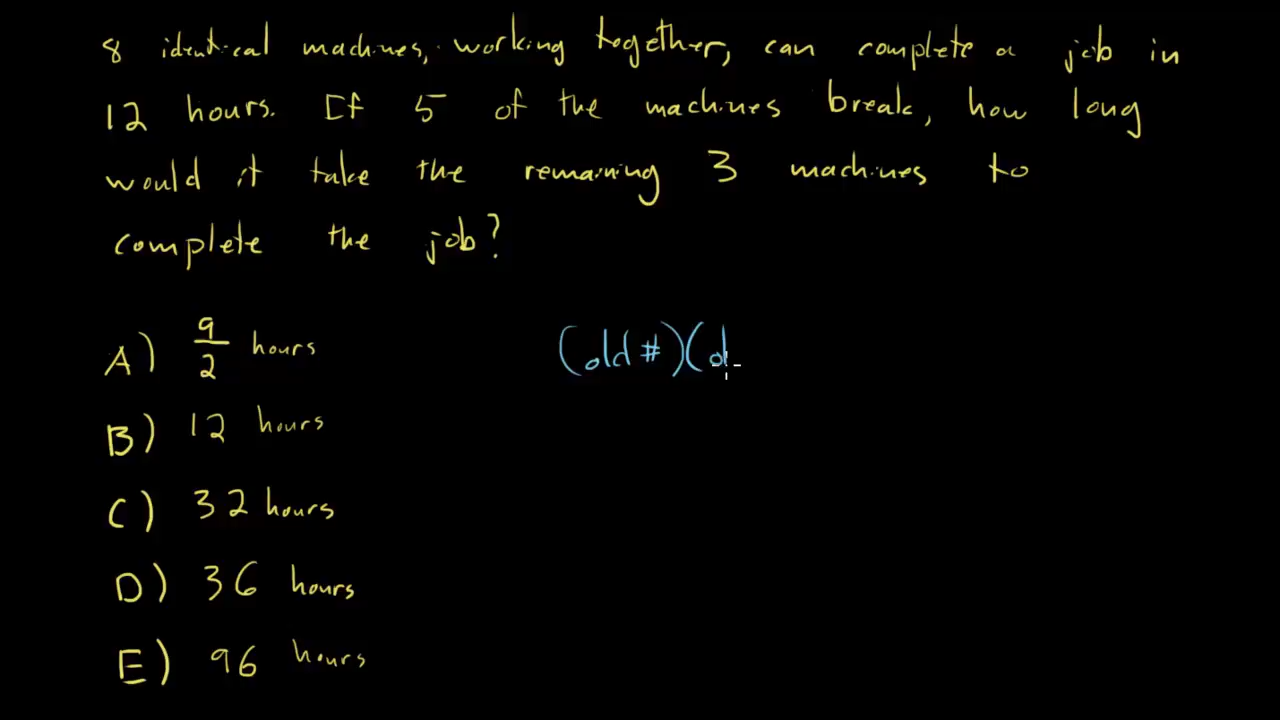 8 identical machines, working together, can complete a job in
12 hours. If 5 of the machines break, how long
would it take the remaining 3 machines to
complete the job?
A) 9/2 hours
(old #)(ol
B) 12 hours
C) 32 hours
D) 36 hours
E) 96 hours